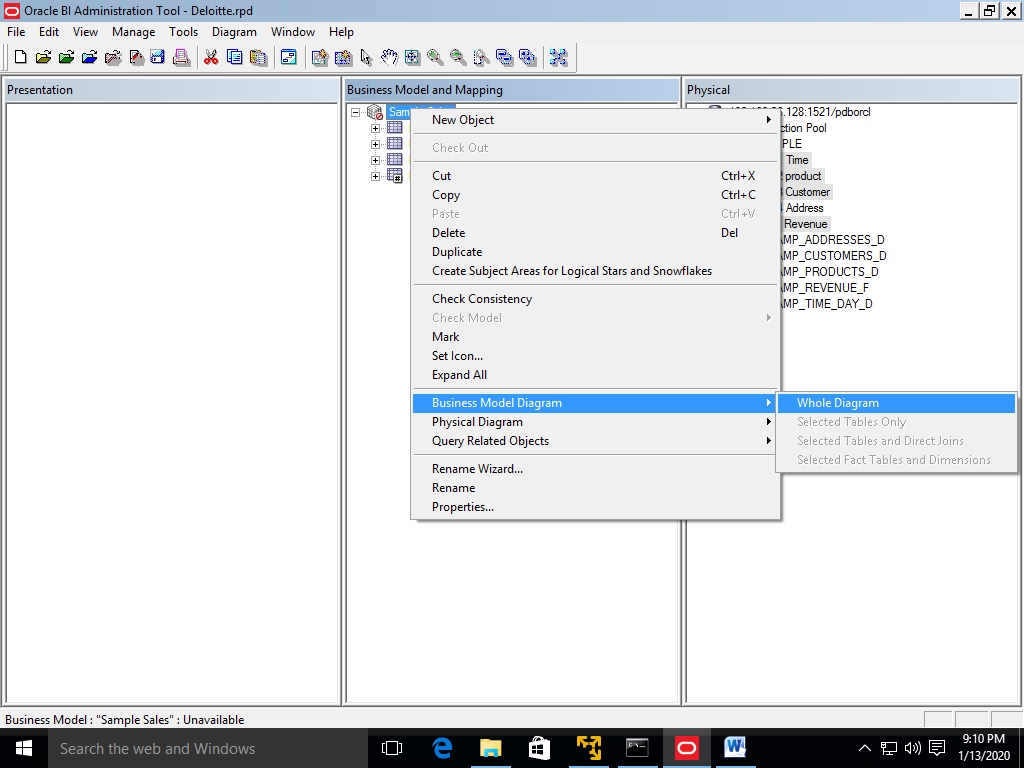 Oracle BI Administration Tool - Deloitte.rpd
File Edit View Manage Tools Diagram Window Help
Presentation
Business Model and Mapping
Physical
New Object
Check Out
Cut Ctrl+X
Copy Ctrl+C
Paste Ctrl+V
Delete Del
Duplicate
Create Subject Areas for Logical Stars and Snowflakes
Check Consistency
Check Model
Mark
Set Icon...
Expand All
Business Model Diagram
Physical Diagram
Query Related Objects
Rename Wizard...
Rename
Properties...
Whole Diagram
Selected Tables Only
Selected Tables and Direct Joins
Selected Fact Tables and Dimensions
.128:1521/pdborcl
ction Pool
PLE
Time
product
Customer
Address
Revenue
MP_ADDRESSES_D
MP_CUSTOMERS_D
MP_PRODUCTS_D
MP_REVENUE_F
MP_TIME_DAY_D
Business Model : "Sample Sales" : Unavailable
Search the web and Windows
9:10 PM
1/13/2020